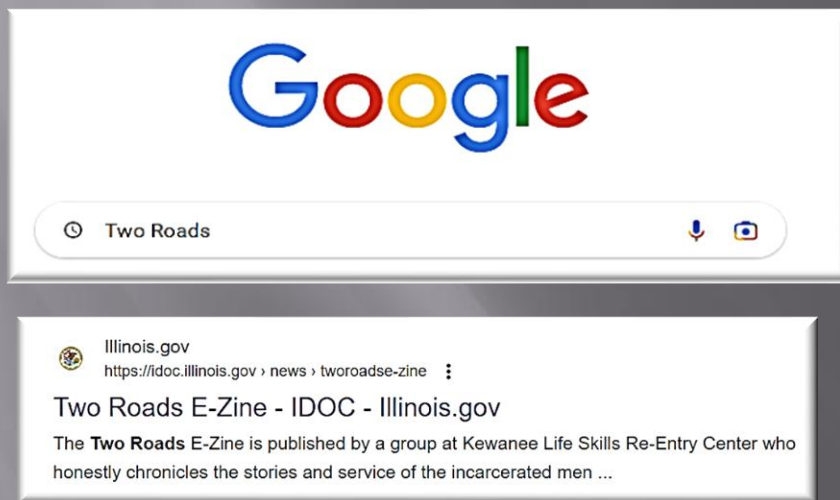 Google
Two Roads
Illinois.gov
https://idoc.illinois.gov › news › tworoadse-zine
Two Roads E-Zine - IDOC - Illinois.gov
The Two Roads E-Zine is published by a group at Kewanee Life Skills Re-Entry Center who
honestly chronicles the stories and service of the incarcerated men ...